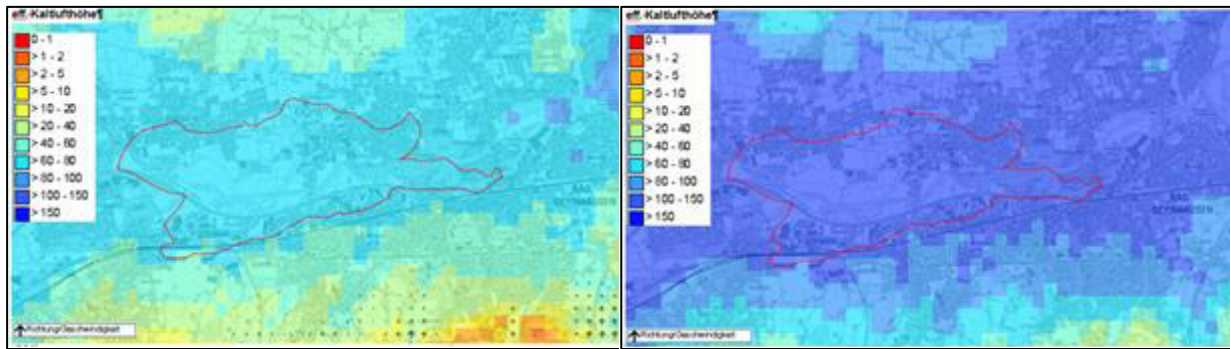 eff. Kaltlufthöhe¶
0 - 1
> 1 - 2
> 2 - 5
> 5 - 10
> 10 - 20
> 20 - 40
> 40 - 60
> 60 - 80
> 80 - 100
> 100 - 150
> 150
BAD
OEYNHAUSEN
Richtung/Geschwindigkeit
eff. Kaltlufthöhe¶
0 - 1
> 1 - 2
> 2 - 5
> 5 - 10
> 10 - 20
> 20 - 40
> 40 - 60
> 60 - 80
> 80 - 100
> 100 - 150
> 150
BAD
OEYNHAUSEN
Richtung/Geschwindigkeit